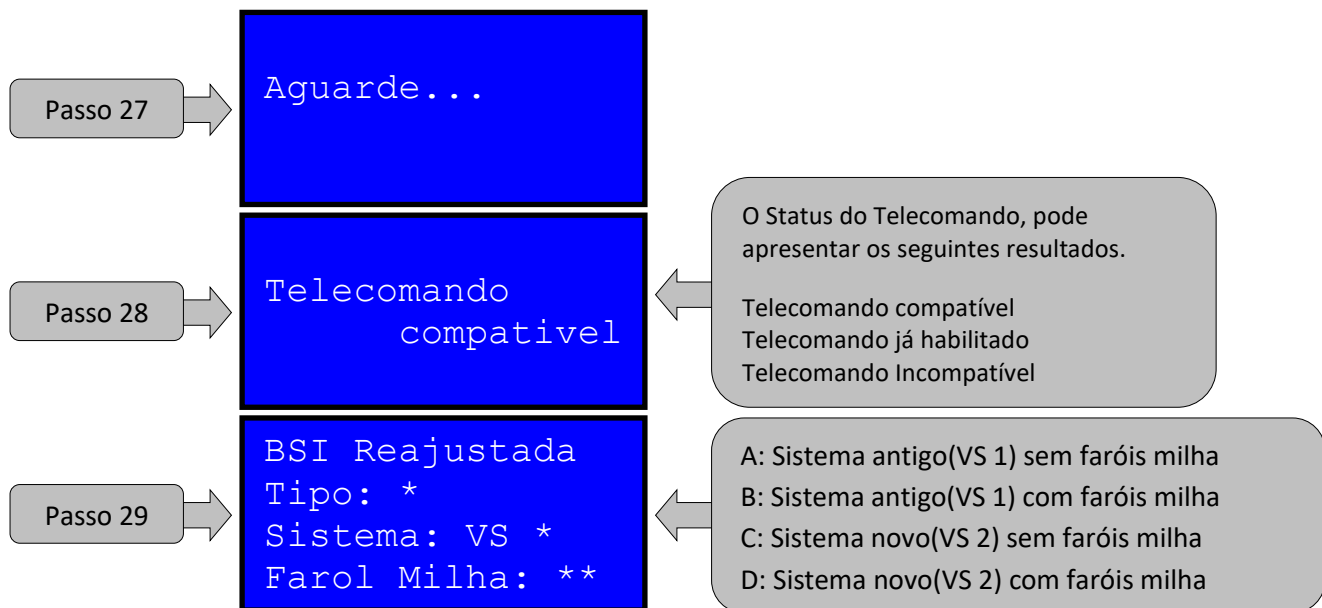 Passo 27
Aguarde...
Passo 28
Telecomando
compativel
O Status do Telecomando, pode
apresentar os seguintes resultados.
Telecomando compatível
Telecomando já habilitado
Telecomando Incompatível
Passo 29
BSI Reajustada
Tipo: *
Sistema: VS *
Farol Milha: **
A: Sistema antigo(VS 1) sem faróis milha
B: Sistema antigo(VS 1) com faróis milha
C: Sistema novo(VS 2) sem faróis milha
D: Sistema novo(VS 2) com faróis milha